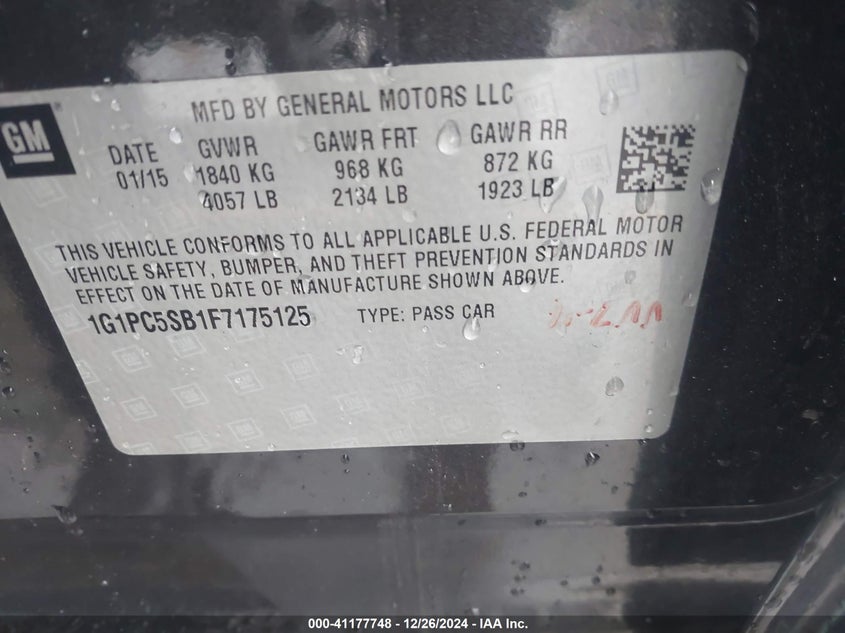 MFD BY GENERAL MOTORS LLC
GM
DATE GVWR GAWR FRT GAWR RR
01/15 1840 KG 968 KG 872 KG
4057 LB 2134 LB 1923 LB
THIS VEHICLE CONFORMS TO ALL APPLICABLE U.S. FEDERAL MOTOR
VEHICLE SAFETY, BUMPER, AND THEFT PREVENTION STANDARDS IN
EFFECT ON THE DATE OF MANUFACTURE SHOWN ABOVE.
1G1PC5SB1F7175125 TYPE: PASS CAR
000-41177748 - 12/26/2024 - IAA Inc.